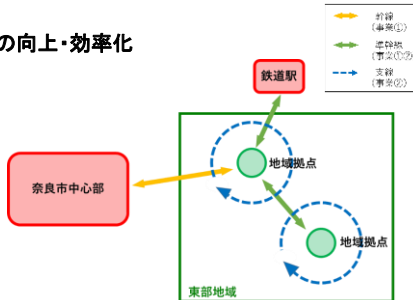 の向上・効率化
幹線
(事業①)
準幹線
(事業①②)
支線
(事業②)
鉄道駅
地域拠点
奈良市中心部
地域拠点
東部地域